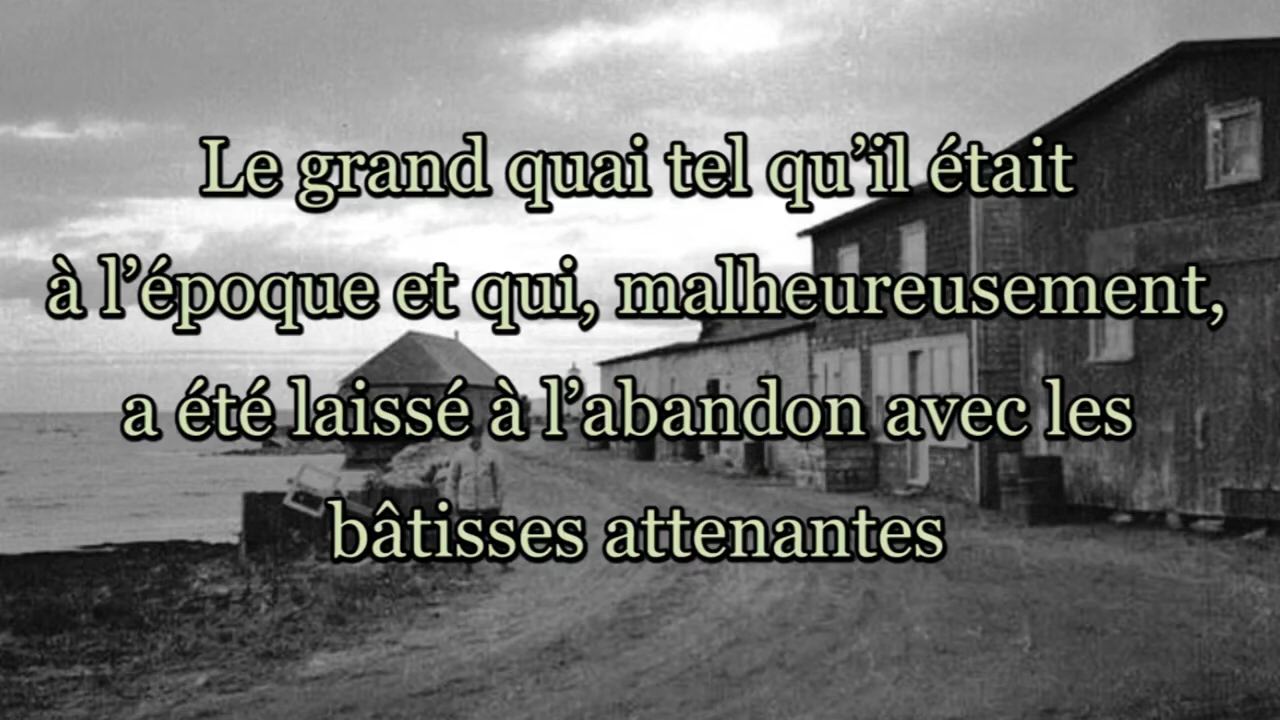 Le grand quai tel qu’il était
à l’époque et qui, malheureusement,
a été laissé à l’abandon avec les
bâtisses attenantes